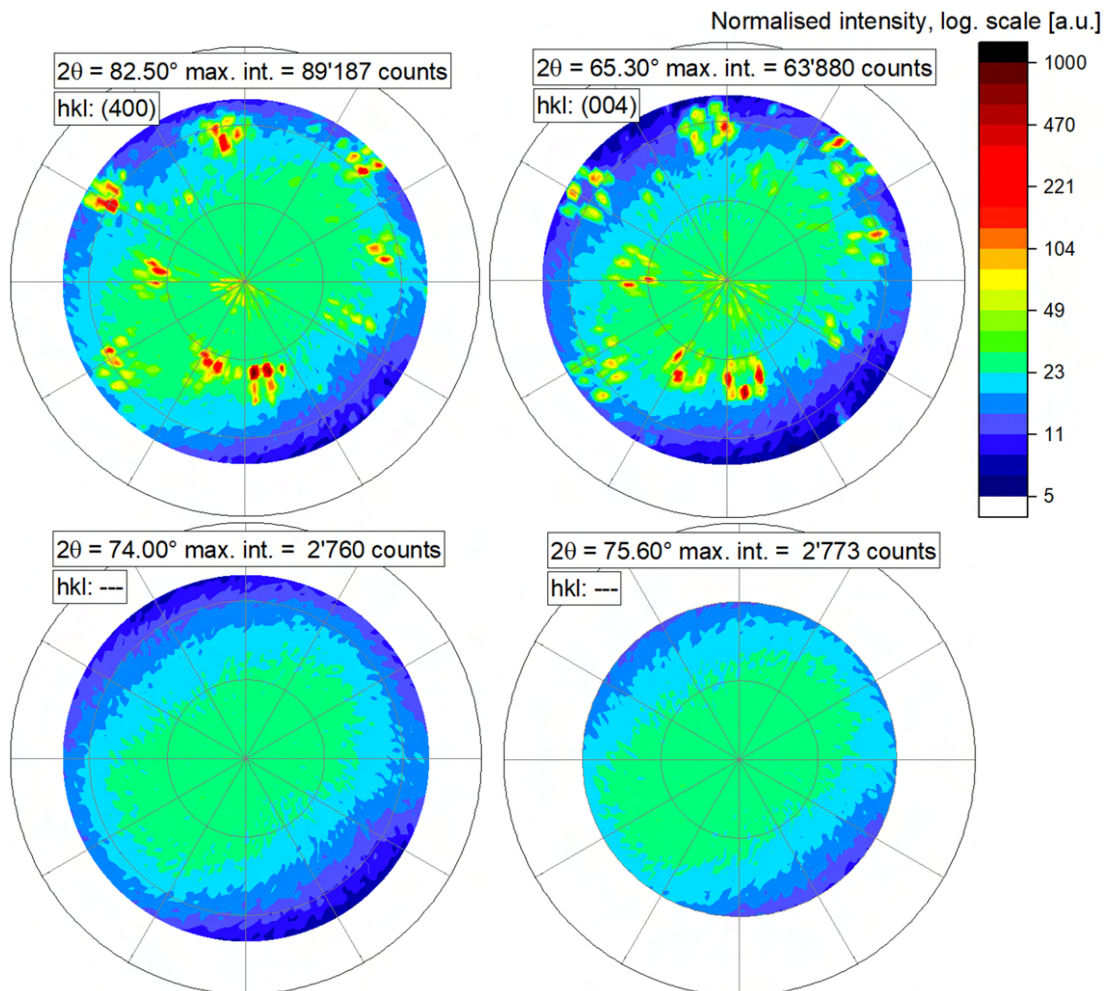 Normalised intensity, log. scale [a.u.]
2θ = 82.50° max. int. = 89'187 counts
hkl: (400)
2θ = 65.30° max. int. = 63'880 counts
hkl: (004)
1000
470
221
104
49
23
11
5
2θ = 74.00° max. int. = 2'760 counts
hkl: ---
2θ = 75.60° max. int. = 2'773 counts
hkl: ---